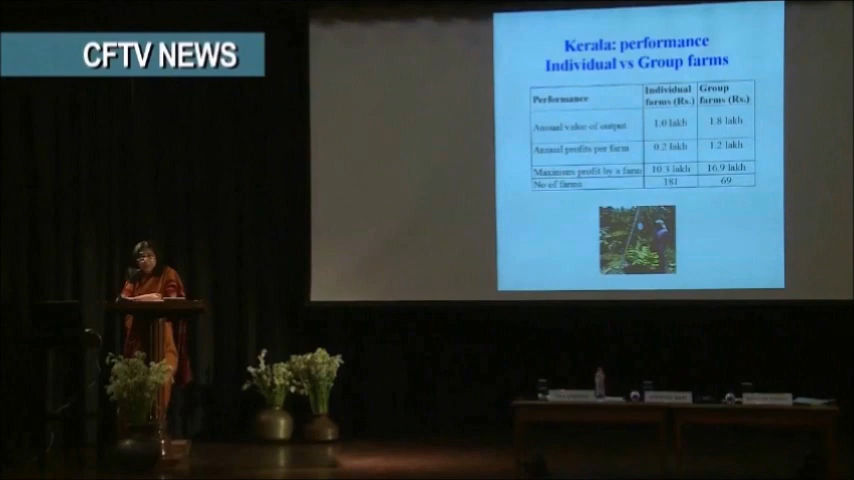 CFTV NEWS
Kerala: performance
Individual vs Group farms
Performance Individual farms (Rs.) Group farms (Rs.)
Annual value of output 1.0 lakh 1.8 lakh
Annual profits per farm 0.2 lakh 1.2 lakh
Maximum profit by a farm 10.3 lakh 16.9 lakh
No of farms 181 69